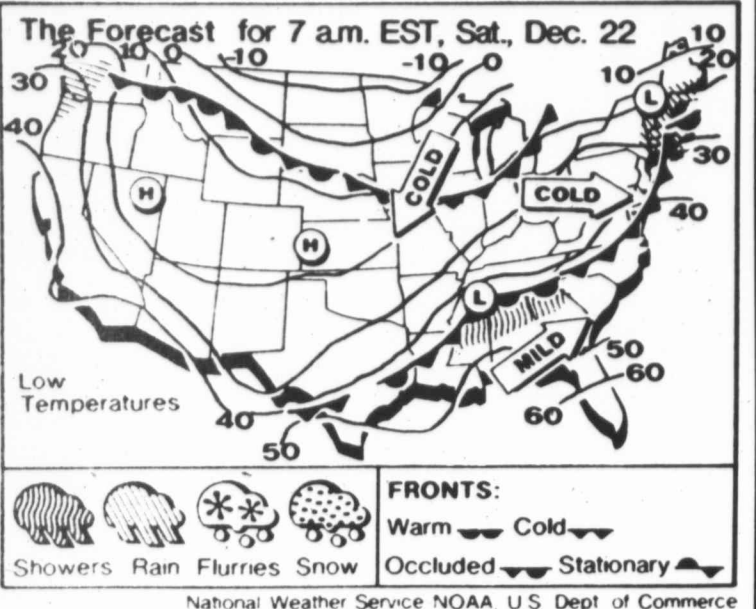 The Forecast for 7 a.m. EST, Sat., Dec. 22
20 10 0 -10 -10 0 10 10 20
30
40
L
30
COLD
COLD
H
40
H
L
MILD
50
60
60
Low
Temperatures
40
50
Showers Rain Flurries Snow
FRONTS:
Warm Cold
Occluded Stationary
National Weather Service NOAA U S Dept of Commerce